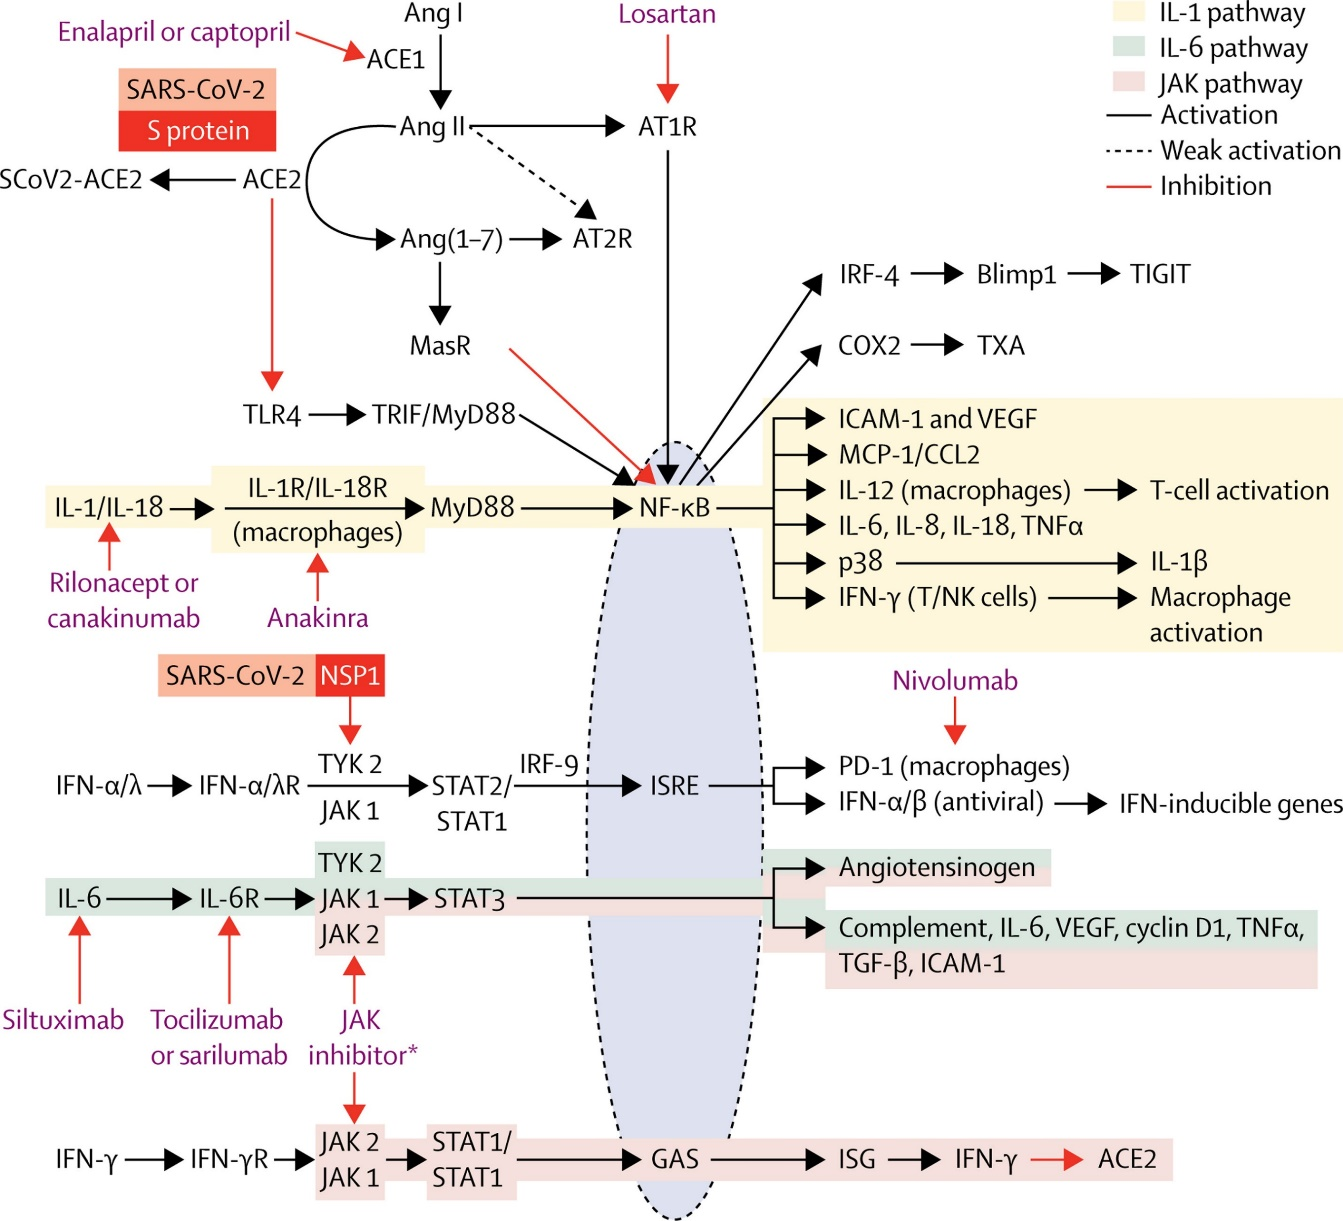 Ang I
Losartan
IL-1 pathway
Enalapril or captopril
IL-6 pathway
ACE1
JAK pathway
SARS-CoV-2
Activation
S protein
Ang II
AT1R
Weak activation
SCoV2-ACE2
ACE2
Inhibition
Ang(1–7)
AT2R
IRF-4
Blimp1
TIGIT
MasR
COX2
TXA
TLR4
TRIF/MyD88
ICAM-1 and VEGF
MCP-1/CCL2
IL-1R/IL-18R
IL-12 (macrophages)
T-cell activation
IL-1/IL-18
MyD88
NF-κB
(macrophages)
IL-6, IL-8, IL-18, TNFα
p38
IL-1β
Rilonacept or
canakinumab
Anakinra
IFN-γ (T/NK cells)
Macrophage
activation
SARS-CoV-2
NSP1
Nivolumab
TYK 2
IRF-9
PD-1 (macrophages)
IFN-α/λ
IFN-α/λR
STAT2/
STAT1
ISRE
JAK 1
IFN-α/β (antiviral)
IFN-inducible genes
TYK 2
Angiotensinogen
IL-6
IL-6R
JAK 1
STAT3
JAK 2
Complement, IL-6, VEGF, cyclin D1, TNFα,
TGF-β, ICAM-1
Siltuximab
Tocilizumab
or sarilumab
JAK
inhibitor*
JAK 2
STAT1/
IFN-γ
IFN-γR
GAS
ISG
IFN-γ
ACE2
JAK 1
STAT1